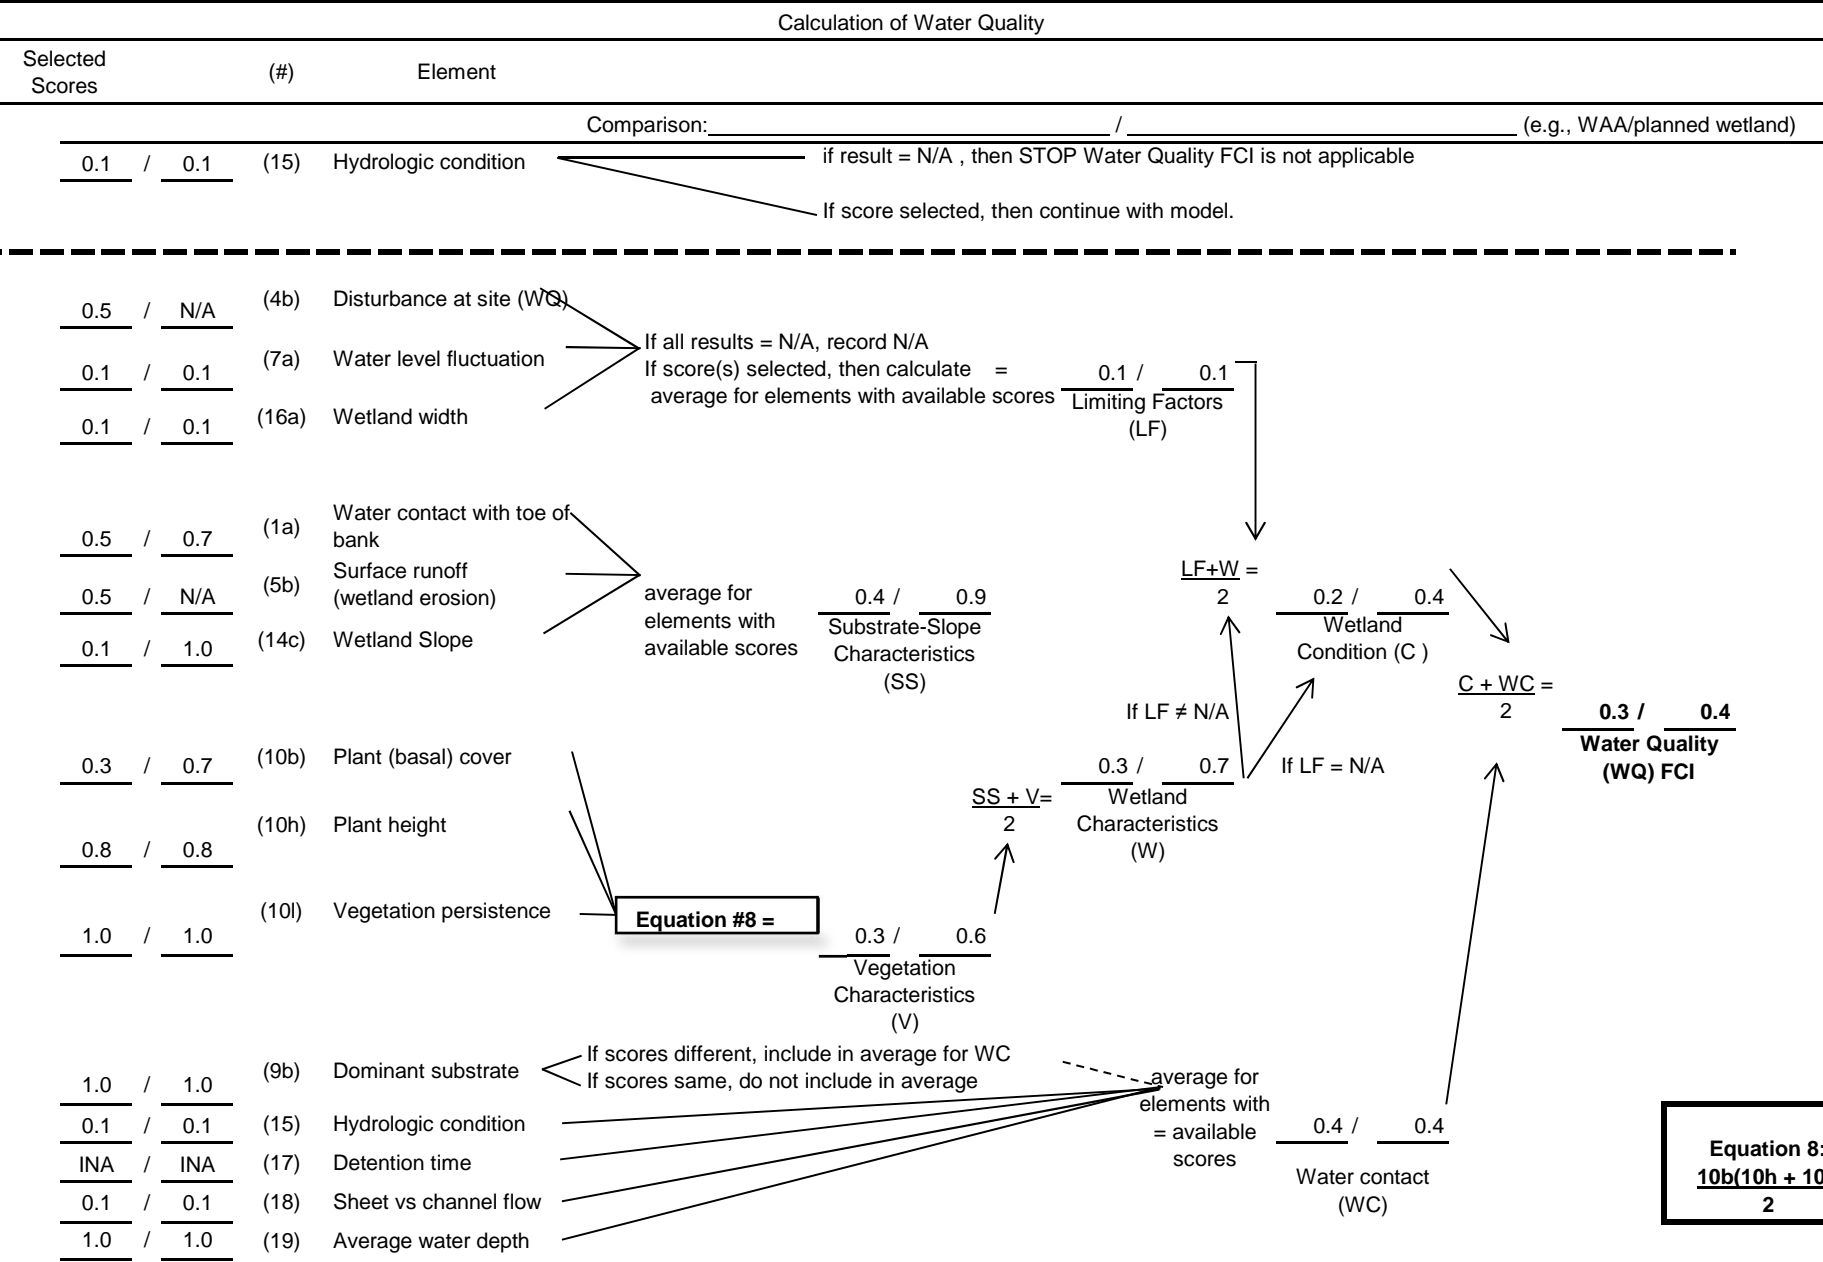 Calculation of Water Quality
Selected Scores (#) Element
Comparison: / (e.g., WAA/planned wetland)
0.1 / 0.1 (15) Hydrologic condition if result = N/A , then STOP Water Quality FCI is not applicable
If score selected, then continue with model.
0.5 / N/A (4b) Disturbance at site (WQ)
0.1 / 0.1 (7a) Water level fluctuation
0.1 / 0.1 (16a) Wetland width
If all results = N/A, record N/A
If score(s) selected, then calculate =
average for elements with available scores
0.1 / 0.1
Limiting Factors
(LF)
0.5 / 0.7 (1a) Water contact with toe of
bank
0.5 / N/A (5b) Surface runoff
(wetland erosion)
0.1 / 1.0 (14c) Wetland Slope
average for
elements with
available scores
0.4 / 0.9
Substrate-Slope
Characteristics
(SS)
LF+W =
2
0.2 / 0.4
Wetland
Condition (C )
If LF ≠ N/A
If LF = N/A
C + WC =
2
0.3 / 0.4
Water Quality
(WQ) FCI
0.3 / 0.7 (10b) Plant (basal) cover
0.8 / 0.8 (10h) Plant height
1.0 / 1.0 (10l) Vegetation persistence
SS + V=
2
0.3 / 0.7
Wetland
Characteristics
(W)
Equation #8 =
0.3 / 0.6
Vegetation
Characteristics
(V)
1.0 / 1.0 (9b) Dominant substrate
If scores different, include in average for WC
If scores same, do not include in average
0.1 / 0.1 (15) Hydrologic condition
INA / INA (17) Detention time
0.1 / 0.1 (18) Sheet vs channel flow
1.0 / 1.0 (19) Average water depth
average for
elements with
= available
scores
0.4 / 0.4
Water contact
(WC)
Equation 8:
10b(10h + 10
2